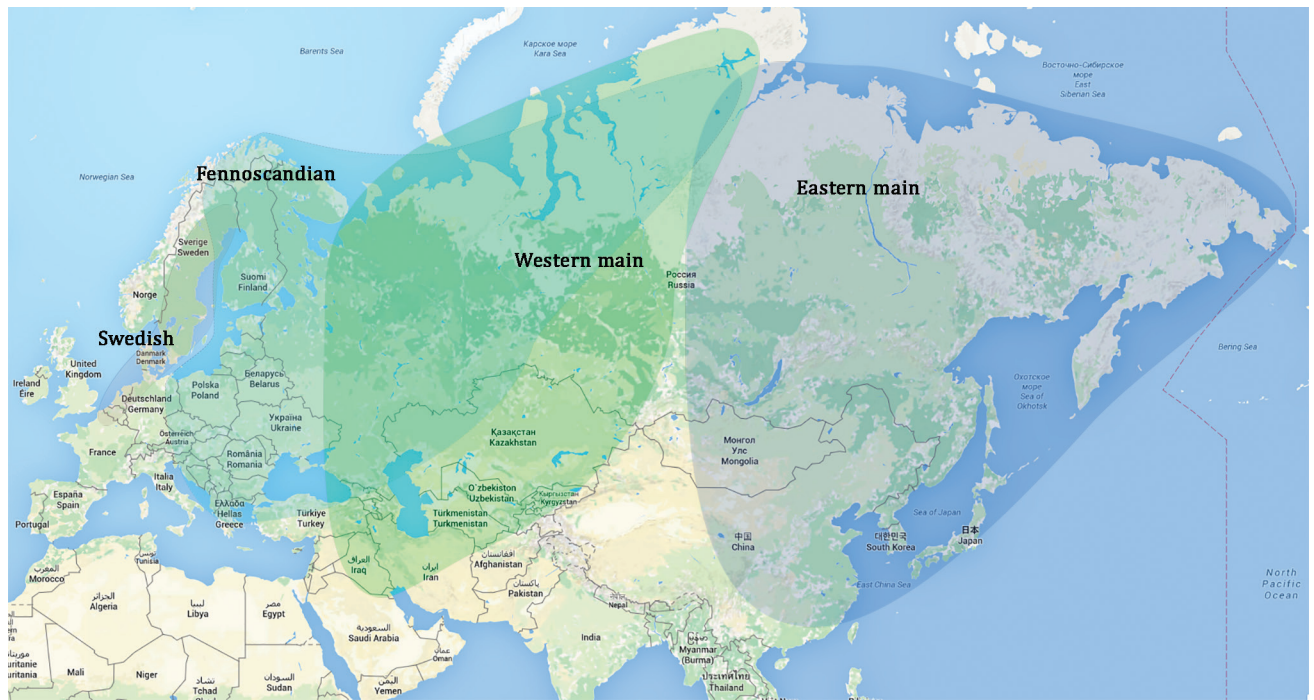 Barents Sea
Карское море
Kara Sea
Восточно-Сибирское
море
East
Siberian Sea
Norwegian Sea
Fennoscandian
Eastern main
Sverige
Sweden
Western main
Suomi
Finland
Россия
Russia
Norge
Swedish
Danmark
Denmark
United
Kingdom
Ireland
Éire
Bering Sea
Охотское
море
Sea of
Okhotsk
Polska
Poland
Беларусь
Belarus
Deutschland
Germany
Україна
Ukraine
Österreich
Austria
France
România
Romania
Italia
Italy
Қазақстан
Kazakhstan
Монгол
Улс
Mongolia
España
Spain
Portugal
Ελλάδα
Hellas
Greece
Türkiye
Turkey
O`zbekiston
Uzbekistan
Кыргызстан
Kyrgyzstan
Türkmenistan
Turkmenistan
Sea of Japan
日本
Japan
대한민국
South Korea
中国
China
East China Sea
المغرب
Morocco
تونس
Tunisia
الجزائر
Algeria
ليبيا
Libya
مصر
Egypt
العراق
Iraq
ایران
Iran
افغانستان
Afghanistan
پاکستان
Pakistan
Nepal
السعودية
Saudi Arabia
عمان
Oman
India
Myanmar
(Burma)
ประเทศไทย
Thailand
North
Pacific
Ocean
Mali
Niger
تشاد
Chad
السودان
Sudan
اليمن
Yemen